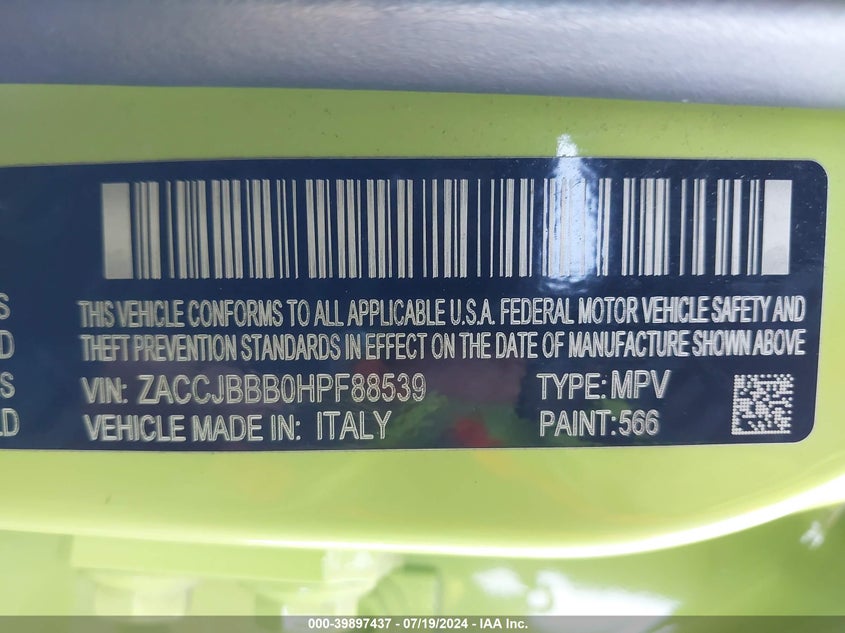 THIS VEHICLE CONFORMS TO ALL APPLICABLE U.S.A. FEDERAL MOTOR VEHICLE SAFETY AND
THEFT PREVENTION STANDARDS IN EFFECT ON THE DATE OF MANUFACTURE SHOWN ABOVE
VIN: ZACCJBBB0HPF88539 TYPE: MPV
VEHICLE MADE IN: ITALY PAINT:566
S
D
S
LD
000-39897437 - 07/19/2024 - IAA Inc.